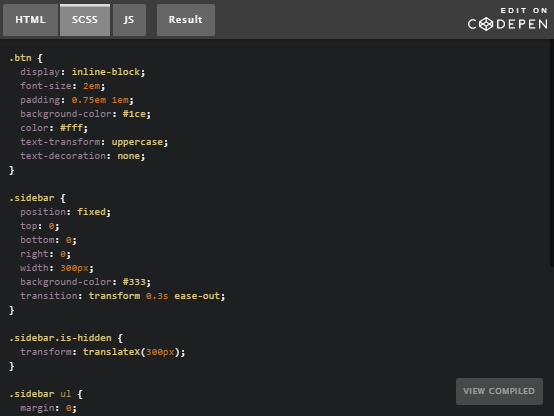 HTML SCSS JS Result EDIT ON
CODEPEN
.btn {
  display: inline-block;
  font-size: 2em;
  padding: 0.75em 1em;
  background-color: #1ce;
  color: #fff;
  text-transform: uppercase;
  text-decoration: none;
}
.sidebar {
  position: fixed;
  top: 0;
  bottom: 0;
  right: 0;
  width: 300px;
  background-color: #333;
  transition: transform 0.3s ease-out;
}
.sidebar.is-hidden {
  transform: translateX(300px);
}
.sidebar ul {
  margin: 0;
VIEW COMPILED